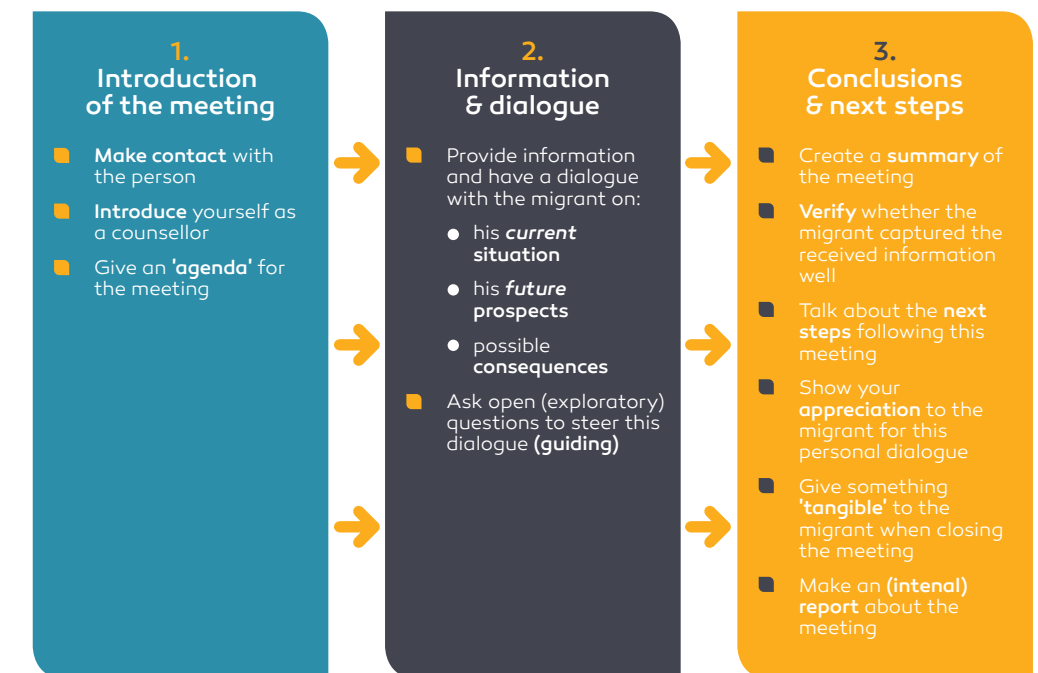 1.
Introduction
of the meeting
Make contact with
the person
Introduce yourself as
a counsellor
Give an 'agenda' for
the meeting
2.
Information
& dialogue
Provide information
and have a dialogue
with the migrant on:
his current
situation
his future
prospects
possible
consequences
Ask open (exploratory)
questions to steer this
dialogue (guiding)
3.
Conclusions
& next steps
Create a summary of
the meeting
Verify whether the
migrant captured the
received information
well
Talk about the next
steps following this
meeting
Show your
appreciation to the
migrant for this
personal dialogue
Give something
'tangible' to the
migrant when closing
the meeting
Make an (intenal)
report about the
meeting